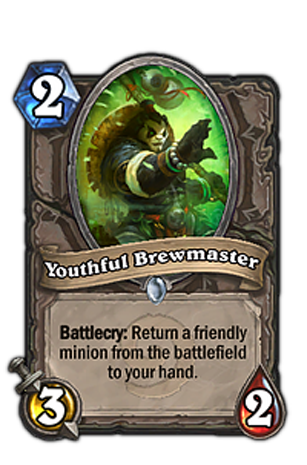 2
Youthful Brewmaster
Battlecry: Return a friendly
minion from the battlefield
to your hand.
3
2